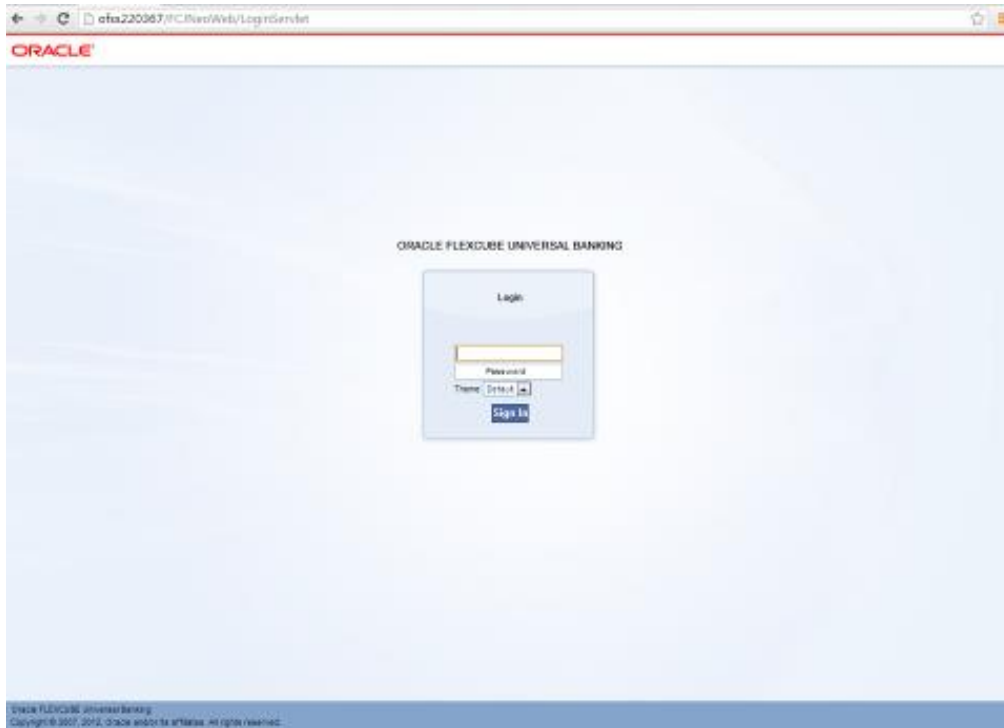 ofss220367/FCJNeoWeb/LoginServlet
ORACLE
ORACLE FLEXCUBE UNIVERSAL BANKING
Login
Password
Theme Default
Sign In
Oracle FLEXCUBE Universal Banking
Copyright © 2007, 2012, Oracle and/or its affiliates. All rights reserved.